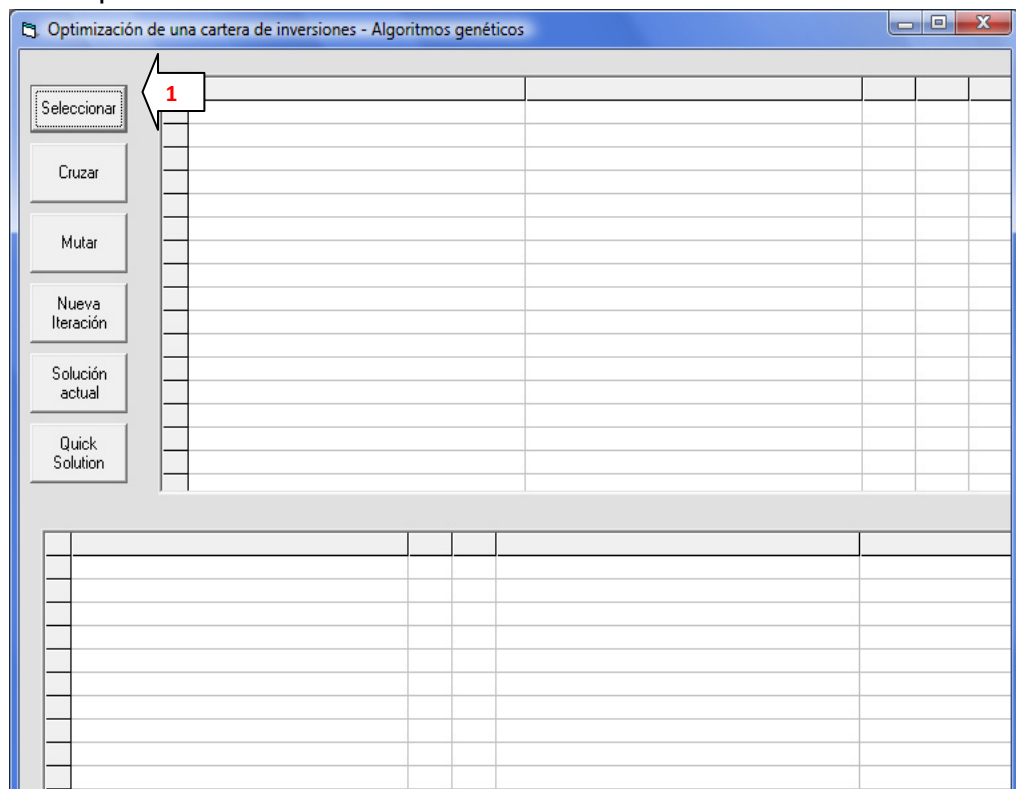 Optimización de una cartera de inversiones - Algoritmos genéticos
1
Seleccionar
Cruzar
Mutar
Nueva
Iteración
Solución
actual
Quick
Solution